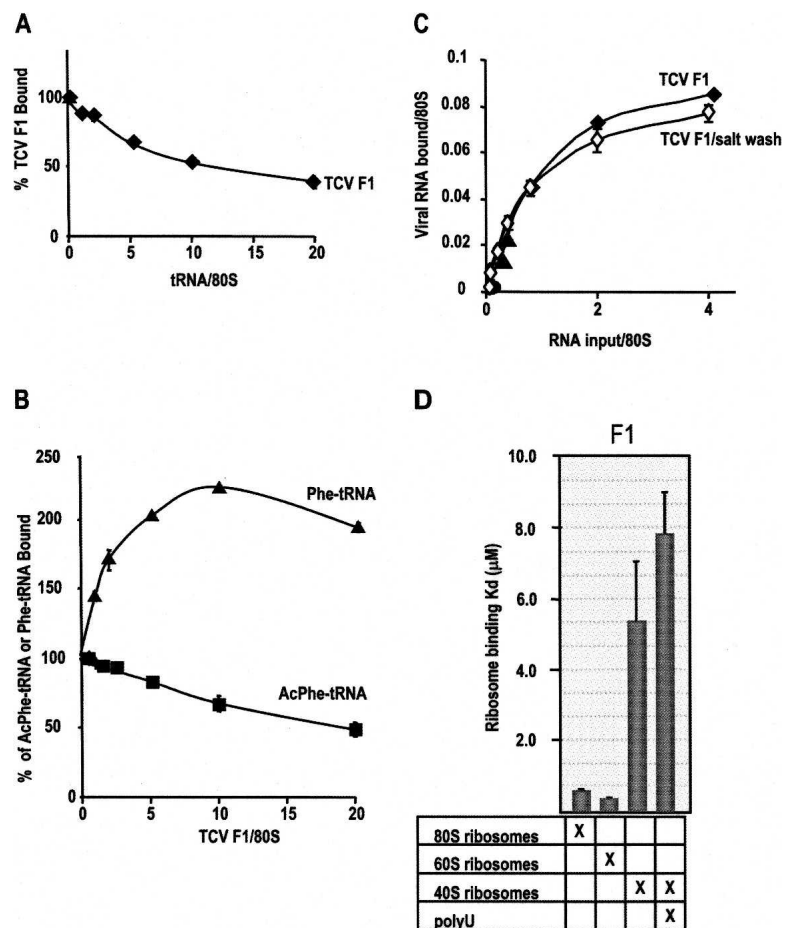 A
% TCV F1 Bound
100
50
0
0
5
10
15
20
TCV F1
tRNA/80S
C
Viral RNA bound/80S
0.1
0.08
0.06
0.04
0.02
0
0
2
4
TCV F1
TCV F1/salt wash
RNA input/80S
B
% of AcPhe-tRNA or Phe-tRNA Bound
250
200
150
100
50
0
0
5
10
15
20
Phe-tRNA
AcPhe-tRNA
TCV F1/80S
D
F1
Ribosome binding Kd (µM)
10.0
8.0
6.0
4.0
2.0
80S ribosomes X
60S ribosomes X
40S ribosomes X X
polyU X